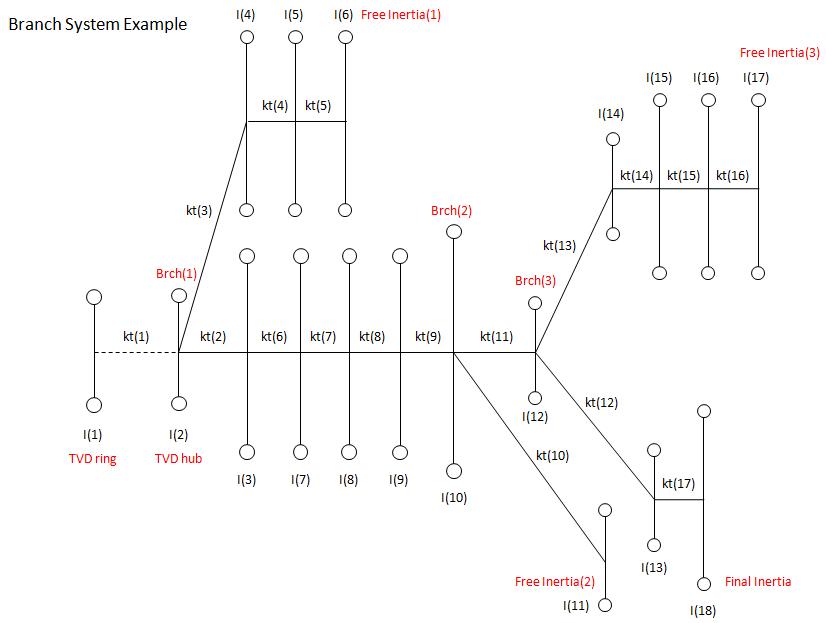 Branch System Example
I(4) I(5) I(6) Free Inertia(1)
Free Inertia(3)
I(15) I(16) I(17)
kt(4) kt(5)
I(14)
kt(14) kt(15) kt(16)
kt(3)
Brch(2)
kt(13)
Brch(1)
Brch(3)
kt(1) kt(2) kt(6) kt(7) kt(8) kt(9) kt(11)
kt(12)
I(12)
I(1) I(2)
TVD ring TVD hub
kt(10)
I(3) I(7) I(8) I(9)
kt(17)
I(10)
I(13)
Free Inertia(2) Final Inertia
I(11)
I(18)